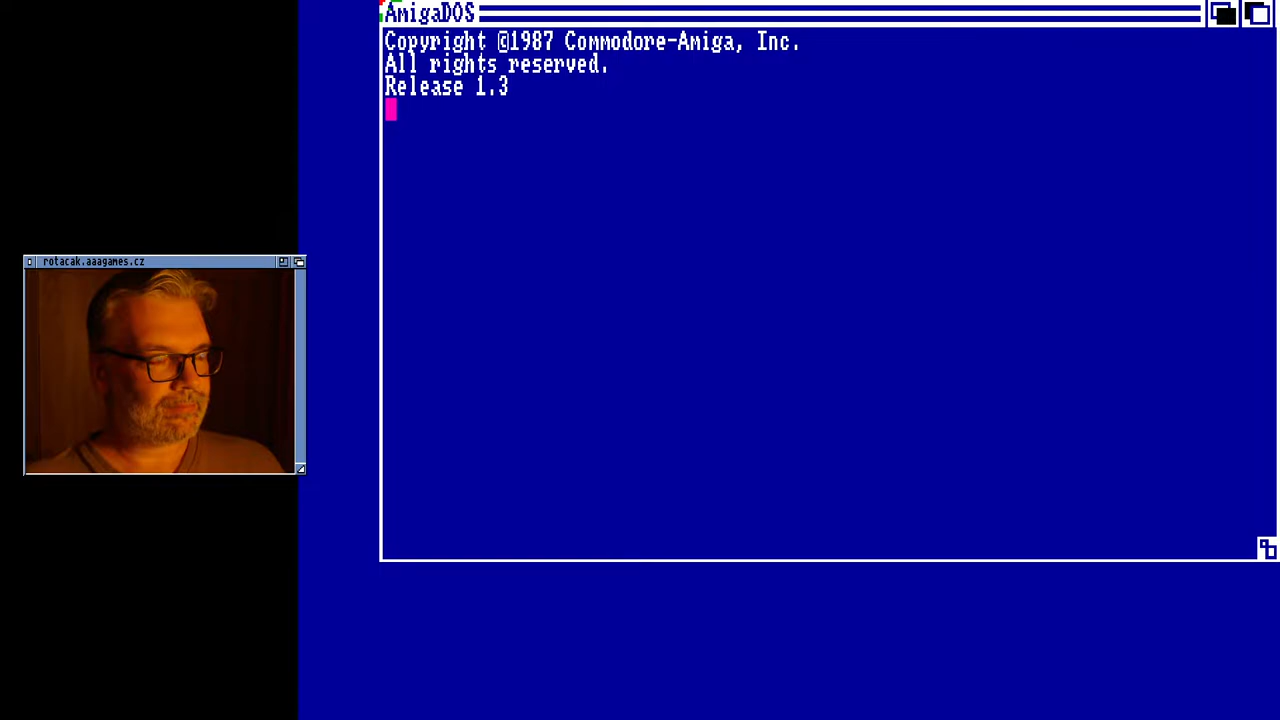 AmigaDOS
Copyright ©1987 Commodore-Amiga, Inc.
All rights reserved.
Release 1.3
rotacak.aaagames.cz